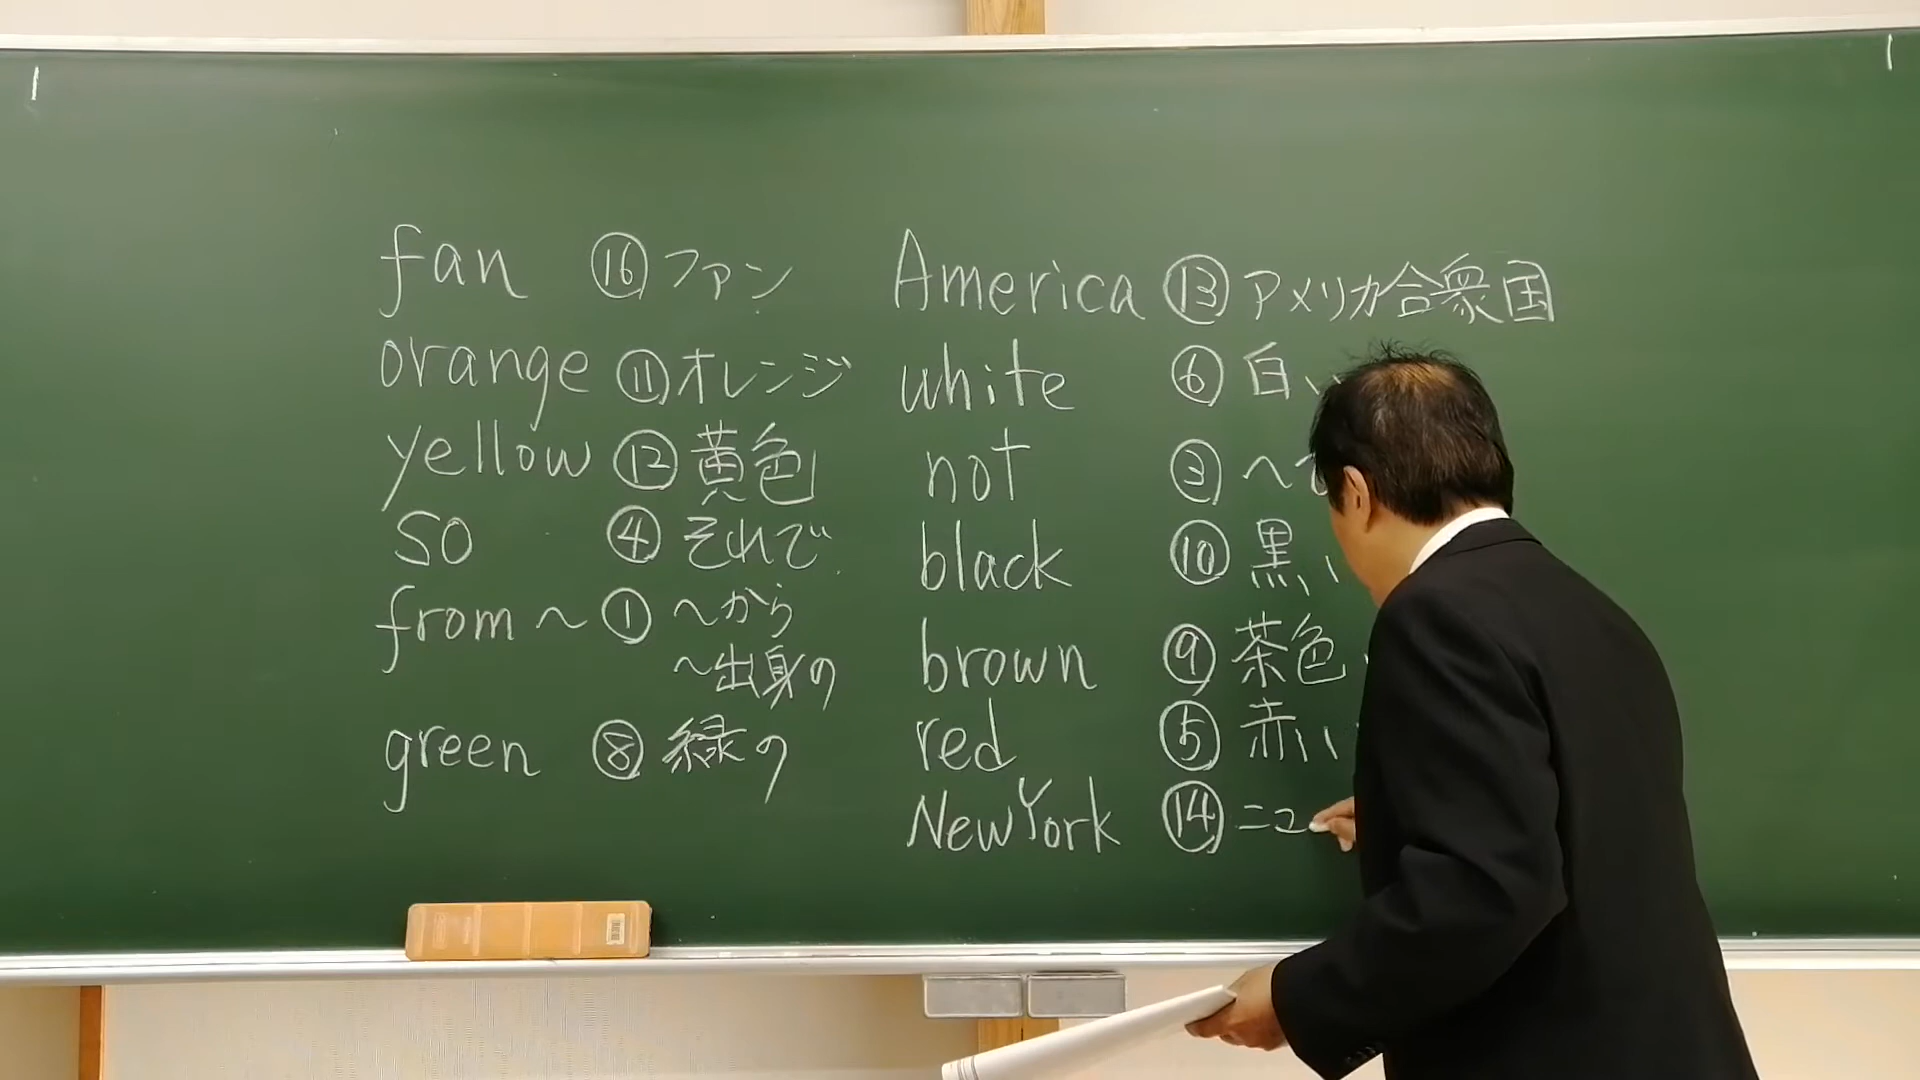 fan ⑯ ファン
orange ⑪ オレンジ
yellow ⑫ 黄色
so ④ それで
from ~ ① ~から
~出身の
green ⑧ 緑の
America ⑬ アメリカ合衆国
white ⑥ 白い
not ③ ~で
black ⑩ 黒い
brown ⑨ 茶色
red ⑤ 赤い
New York ⑭ ニュ